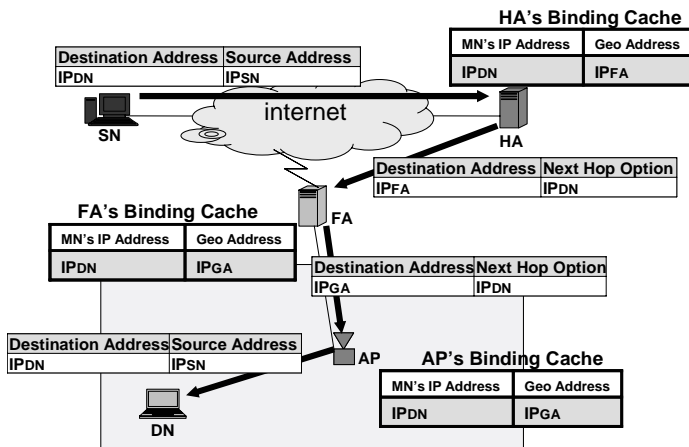 HA's Binding Cache
MN's IP Address Geo Address
IPDN IPFA
Destination Address Source Address
IPDN IPSN
internet
SN
HA
Destination Address Next Hop Option
IPFA IPDN
FA
FA's Binding Cache
MN's IP Address Geo Address
IPDN IPGA
Destination Address Next Hop Option
IPGA IPDN
Destination Address Source Address
IPDN IPSN
AP
AP's Binding Cache
MN's IP Address Geo Address
IPDN IPGA
DN